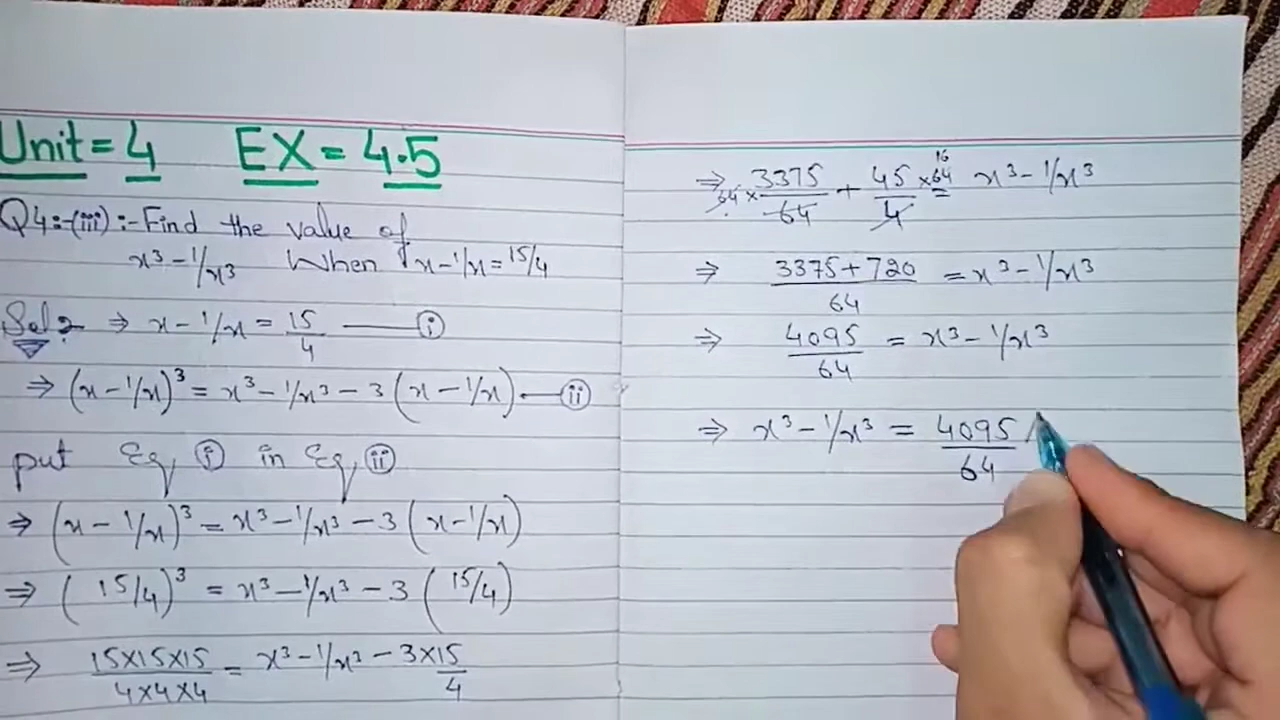 Unit = 4 EX = 4.5
Q4:-(iii):- Find the value of
x³ - 1/x³ When x - 1/x = 15/4
Sol: ⇒ x - 1/x = 15/4 — (i)
⇒ (x - 1/x)³ = x³ - 1/x³ - 3(x - 1/x) — (ii)
put Eq (i) in Eq (ii)
⇒ (x - 1/x)³ = x³ - 1/x³ - 3(x - 1/x)
⇒ (15/4)³ = x³ - 1/x³ - 3(15/4)
⇒ 15×15×15/4×4×4 = x³ - 1/x³ - 3×15/4
⇒ 64 × 3375/64 + 45/4 × 64 16 = x³ - 1/x³
⇒ 3375+720/64 = x³ - 1/x³
⇒ 4095/64 = x³ - 1/x³
⇒ x³ - 1/x³ = 4095/64